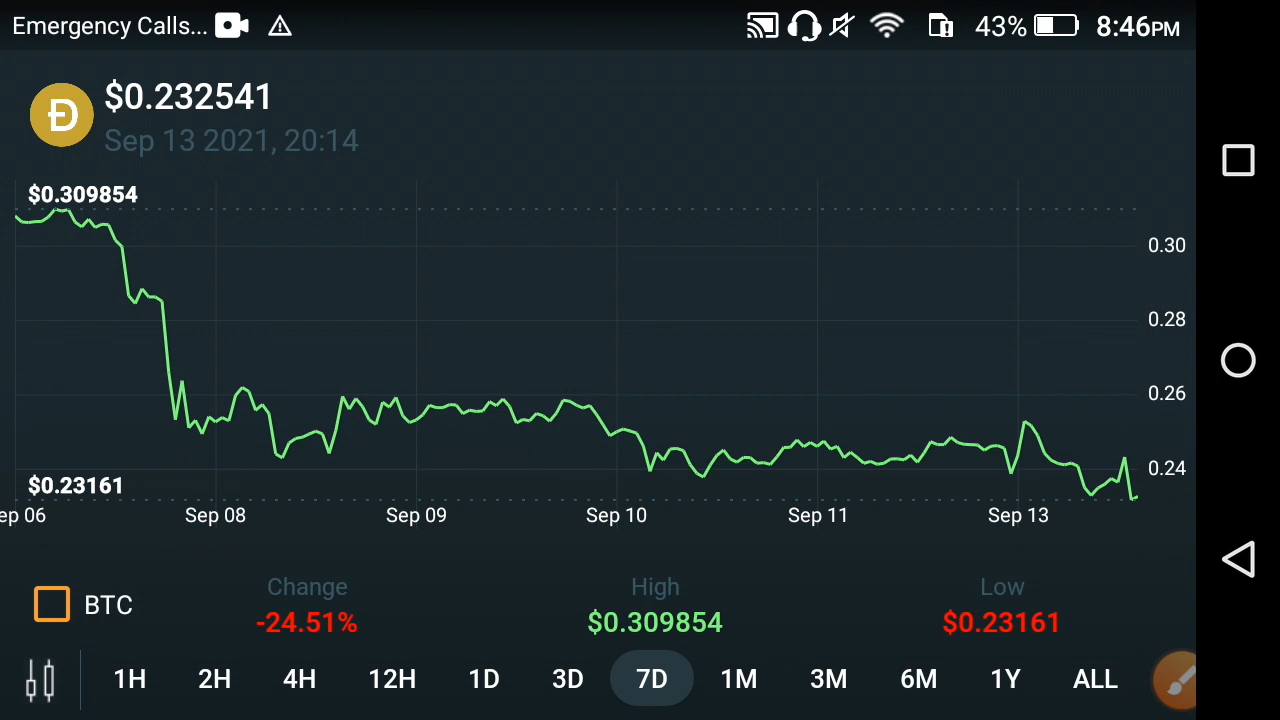 Emergency Calls... 43% 8:46PM
$0.232541
Sep 13 2021, 20:14
$0.309854
0.30
0.28
0.26
0.24
$0.23161
ep 06 Sep 08 Sep 09 Sep 10 Sep 11 Sep 13
BTC Change High Low
-24.51% $0.309854 $0.23161
1H 2H 4H 12H 1D 3D 7D 1M 3M 6M 1Y ALL